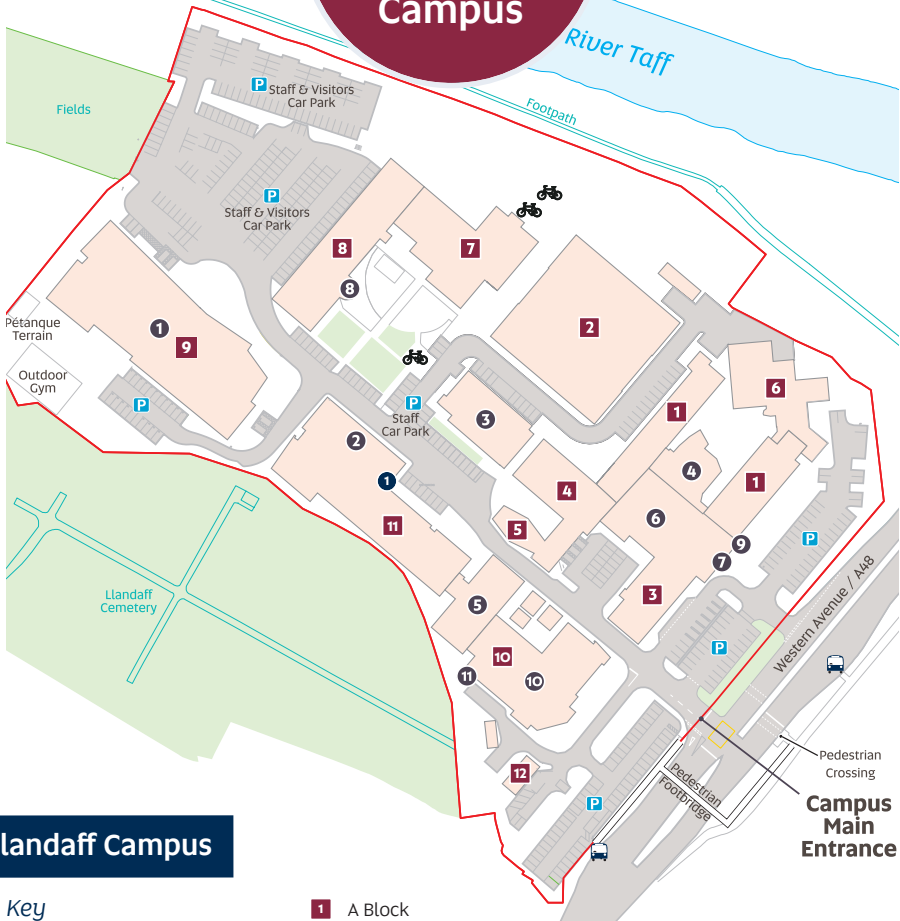 Campus
River Taff
Footpath
Fields
P Staff & Visitors
Car Park
P
Staff & Visitors
Car Park
8
7
8
2
1
9
Pétanque
Terrain
Outdoor
Gym
P
P
Staff
Car Park
3
1
6
2
1
4
4
1
11
5
6
9
7
P
Llandaff
Cemetery
5
3
P
Western Avenue / A48
10
10
11
12
P
Pedestrian
Footbridge
Pedestrian
Crossing
Campus
Main
Entrance
landaff Campus
Key
1 A Block